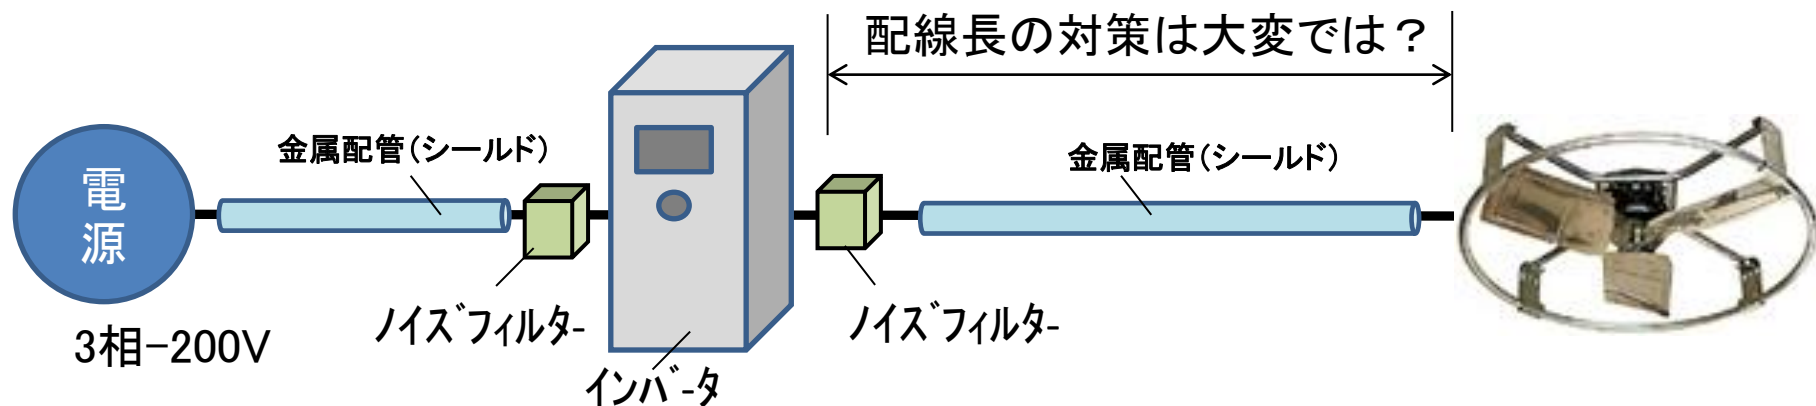 配線長の対策は大変では？
金属配管（シールド）
金属配管（シールド）
電
源
3相−200V
ﾉｲｽﾞﾌｨﾙﾀｰ
ｲﾝﾊﾞｰﾀ
ﾉｲｽﾞﾌｨﾙﾀｰ